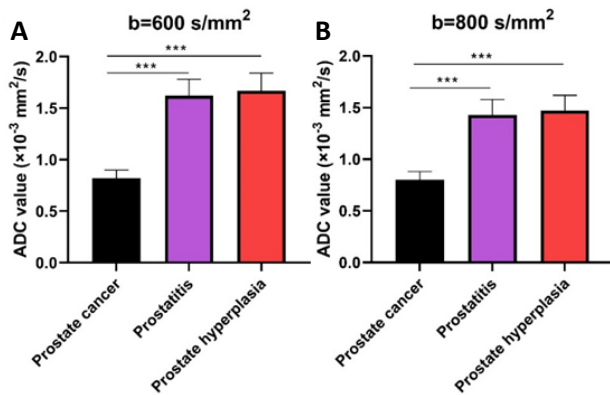 A
b=600 s/mm²
ADC value (×10⁻³ mm²/s)
2.0
1.5
1.0
0.5
0.0
***
***
Prostate cancer
Prostatitis
Prostate hyperplasia
B
b=800 s/mm²
ADC value (×10⁻³ mm²/s)
2.0
1.5
1.0
0.5
0.0
***
***
Prostate cancer
Prostatitis
Prostate hyperplasia